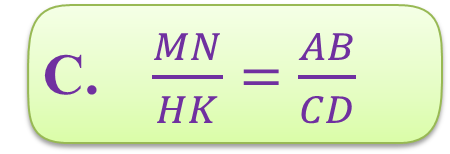 C. MN/HK = AB/CD